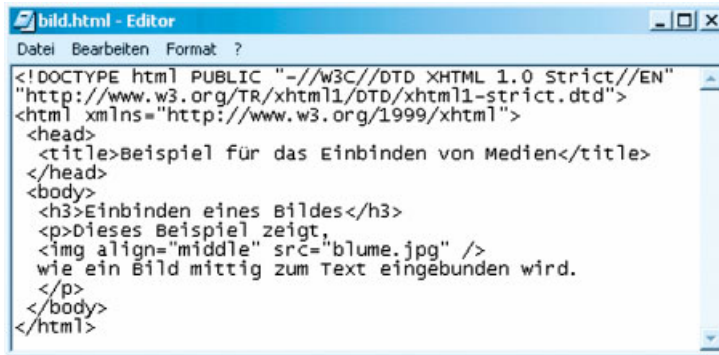 bild.html - Editor
Datei Bearbeiten Format ?
<!DOCTYPE html PUBLIC "-//W3C//DTD XHTML 1.0 Strict//EN"
"http://www.w3.org/TR/xhtml1/DTD/xhtml1-strict.dtd">
<html xmlns="http://www.w3.org/1999/xhtml">
<head>
<title>Beispiel für das Einbinden von Medien</title>
</head>
<body>
<h3>Einbinden eines Bildes</h3>
<p>Dieses Beispiel zeigt,
<img align="middle" src="blume.jpg" />
wie ein Bild mittig zum Text eingebunden wird.
</p>
</body>
</html>